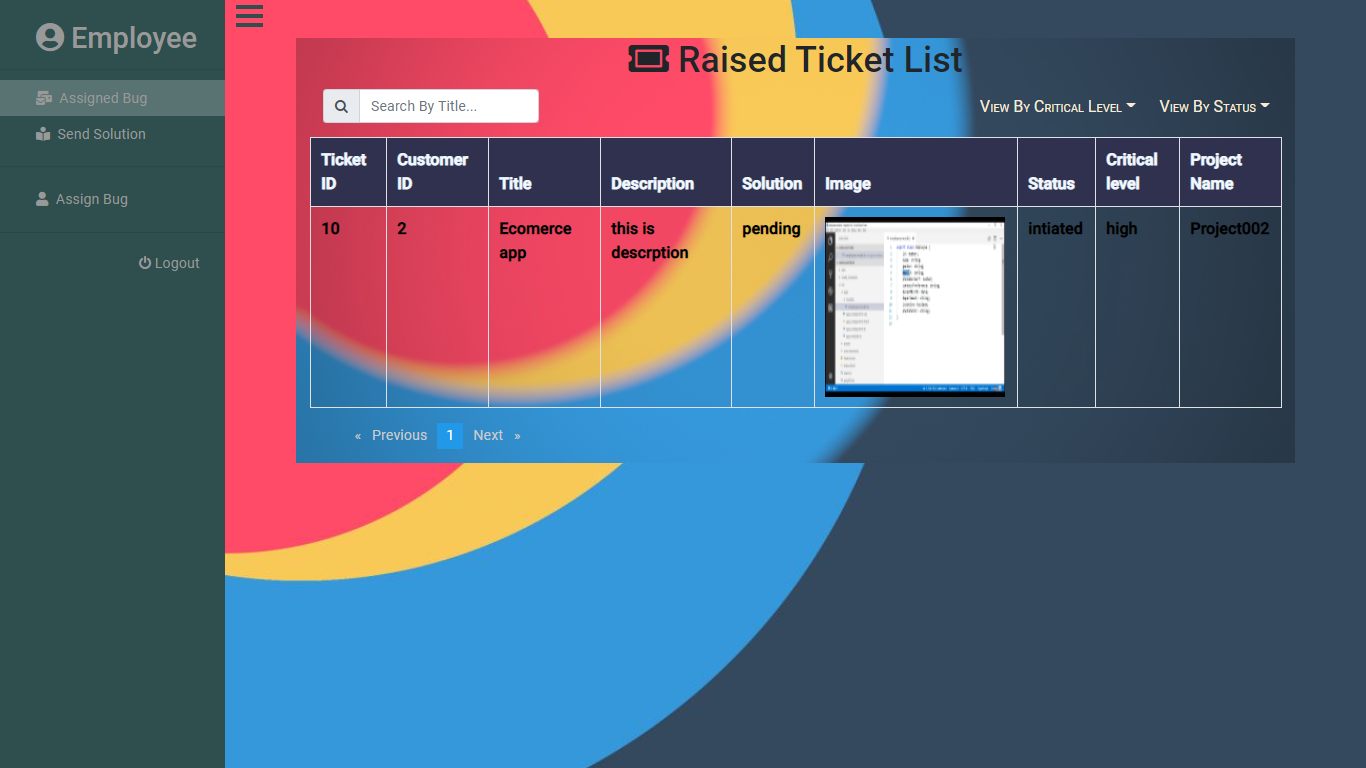 Employee
Assigned Bug
Send Solution
Assign Bug
Logout
Raised Ticket List
Search By Title...
View By Critical Level
View By Status
Ticket ID
Customer ID
Title
Description
Solution
Image
Status
Critical level
Project Name
10
2
Ecomerce app
this is descrption
pending
intiated
high
Project002
« Previous 1 Next »